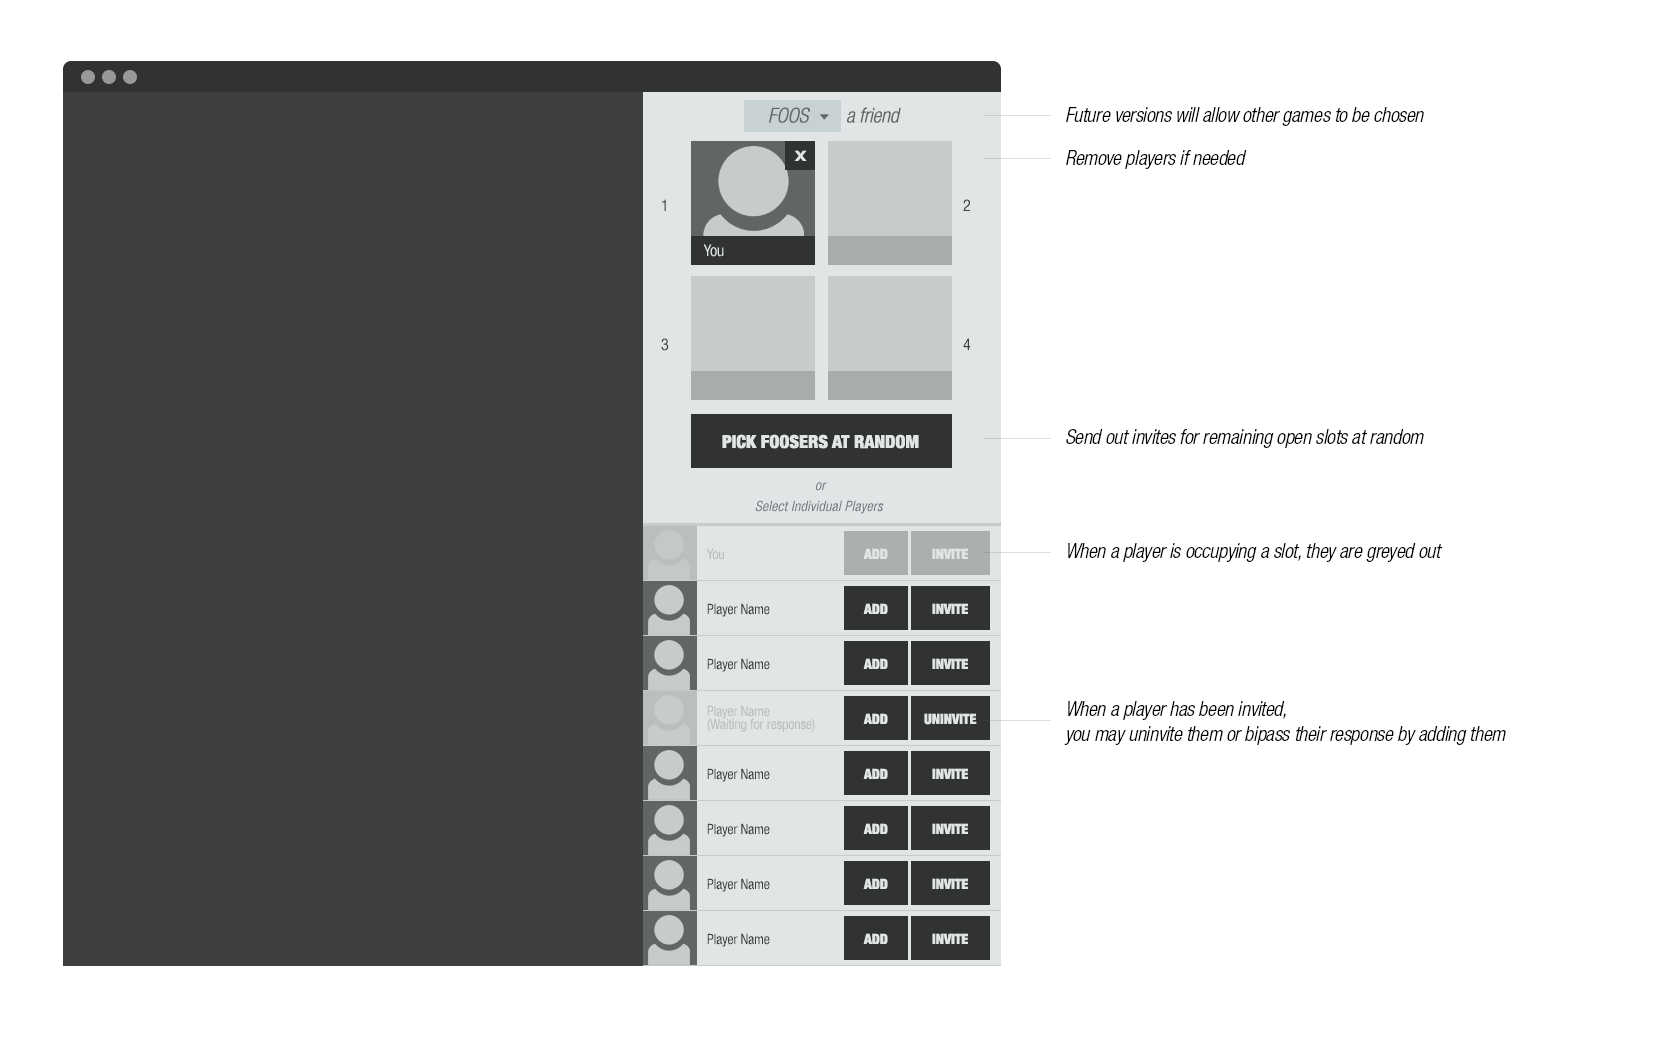 FOOS a friend
Future versions will allow other games to be chosen
X
Remove players if needed
1
2
You
3
4
PICK FOOSERS AT RANDOM
Send out invites for remaining open slots at random
or
Select Individual Players
You ADD INVITE
When a player is occupying a slot, they are greyed out
Player Name ADD INVITE
Player Name ADD INVITE
Player Name
(Waiting for response)
ADD UNINVITE
When a player has been invited,
you may uninvite them or bipass their response by adding them
Player Name ADD INVITE
Player Name ADD INVITE
Player Name ADD INVITE
Player Name ADD INVITE